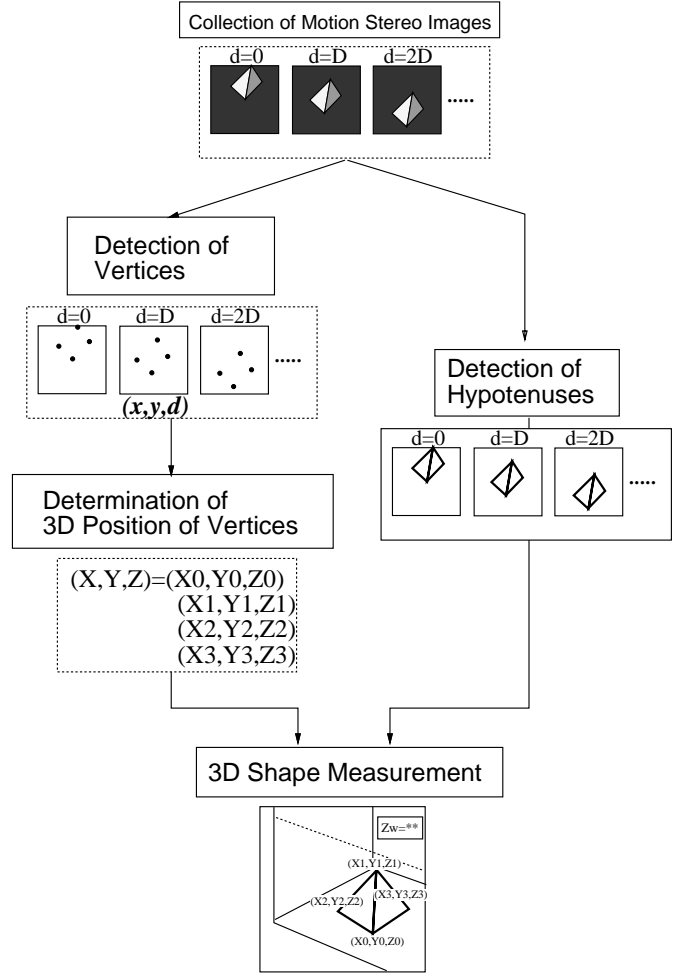 Collection of Motion Stereo Images
d=0 d=D d=2D
.....
Detection of
Vertices
d=0 d=D d=2D
.....
(x,y,d)
Detection of
Hypotenuses
d=0 d=D d=2D
.....
Determination of
3D Position of Vertices
(X,Y,Z)=(X0,Y0,Z0)
(X1,Y1,Z1)
(X2,Y2,Z2)
(X3,Y3,Z3)
3D Shape Measurement
Zw=**
(X1,Y1,Z1)
(X2,Y2,Z2) (X3,Y3,Z3)
(X0,Y0,Z0)